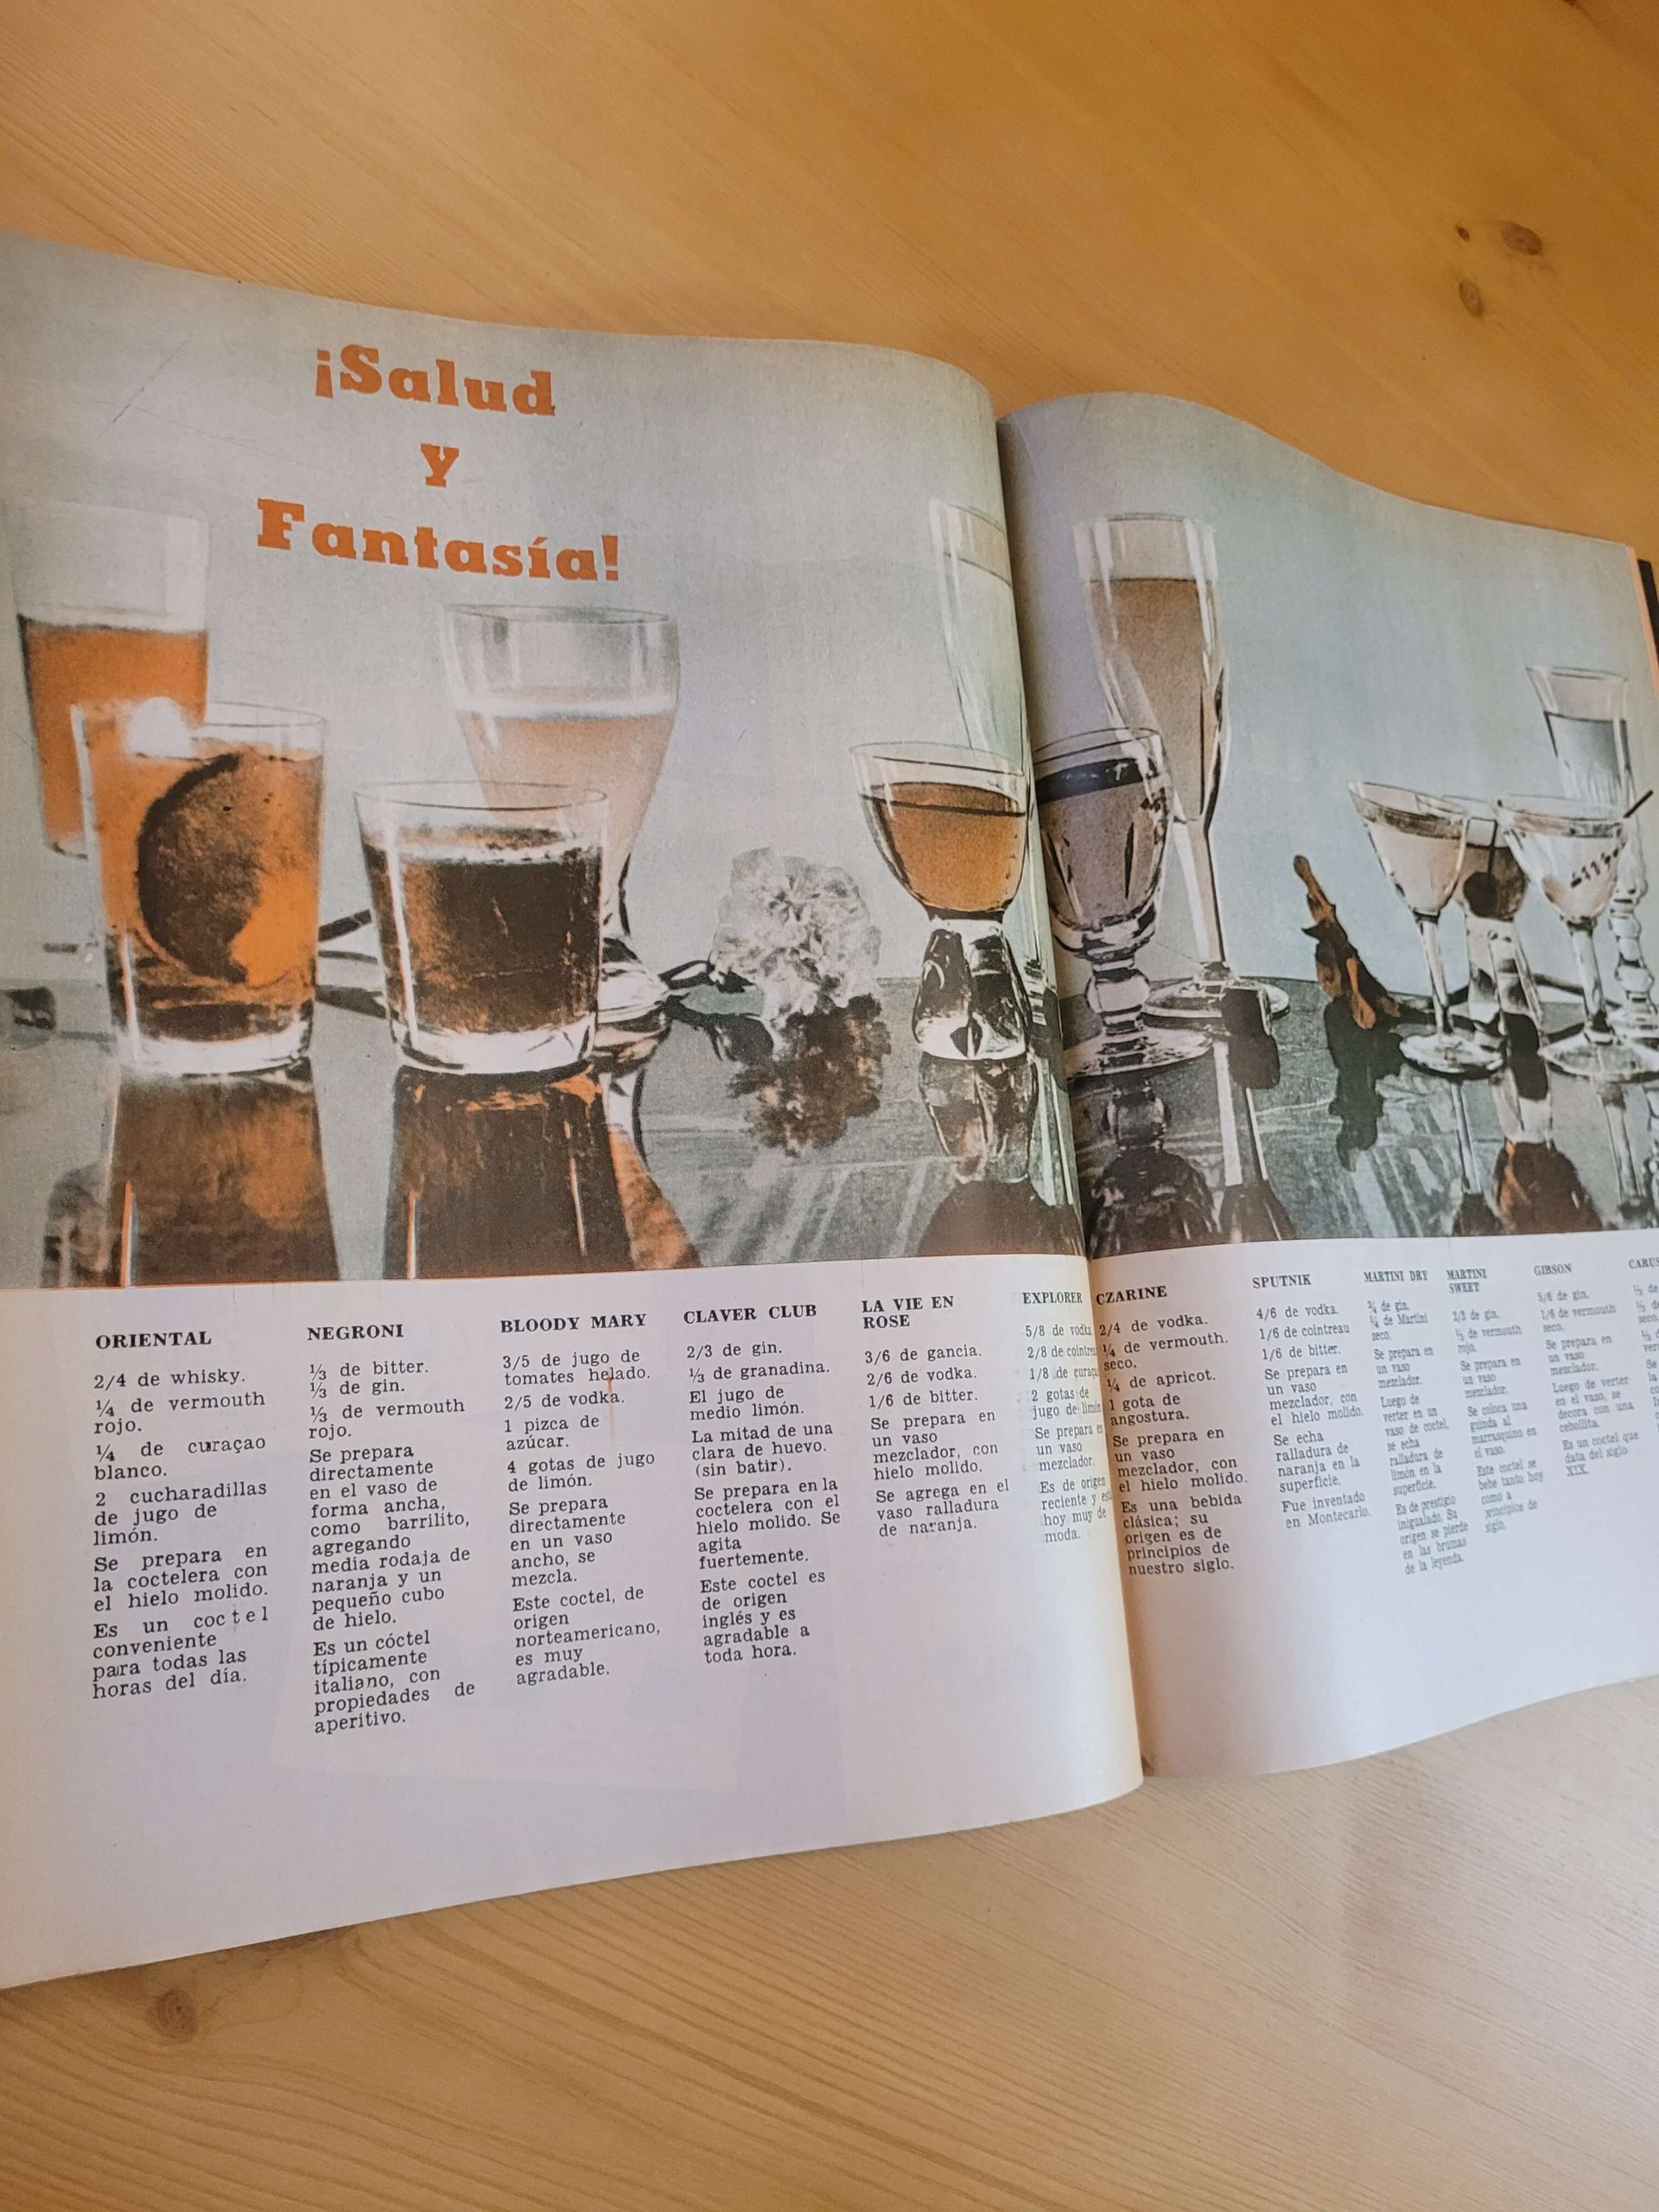 ¡Salud
y
Fantasía!
ORIENTAL
2/4 de whisky.
¼ de vermouth
rojo.
¼ de curaçao
blanco.
2 cucharadillas
de jugo de
limón.
Se prepara en
la coctelera con
el hielo molido.
Es un coctel
conveniente
para todas las
horas del día.
NEGRONI
⅓ de bitter.
⅓ de gin.
⅓ de vermouth
rojo.
Se prepara
directamente
en el vaso de
forma ancha,
como barrilito,
agregando
media rodaja de
naranja y un
pequeño cubo
de hielo.
Es un cóctel
típicamente
italiano, con
propiedades de
aperitivo.
BLOODY MARY
3/5 de jugo de
tomates helado.
2/5 de vodka.
1 pizca de
azúcar.
4 gotas de jugo
de limón.
Se prepara
directamente
en un vaso
ancho, se
mezcla.
Este coctel, de
origen
norteamericano,
es muy
agradable.
CLAVER CLUB
2/3 de gin.
⅓ de granadina.
El jugo de
medio limón.
La mitad de una
clara de huevo.
(sin batir).
Se prepara en la
coctelera con el
hielo molido. Se
agita
fuertemente.
Este coctel es
de origen
inglés y es
agradable a
toda hora.
LA VIE EN
ROSE
3/6 de gancia.
2/6 de vodka.
1/6 de bitter.
Se prepara en
un vaso
mezclador, con
hielo molido.
Se agrega en el
vaso ralladura
de naranja.
EXPLORER
5/8 de vodka
2/8 de
1/8 de
2 gotas de
jugo de limón
Se prepara en
un vaso
mezclador.
Es de origen
reciente y
hoy muy de
moda.
CZARINE
2/4 de vodka.
¼ de vermouth.
seco.
¼ de apricot.
1 gota de
angostura.
Se prepara en
un vaso
mezclador, con
el hielo molido.
Es una bebida
clásica; su
origen es de
principios de
nuestro siglo.
SPUTNIK
4/6 de vodka.
1/6 de cointreau
1/6 de bitter.
Se prepara en
un vaso
mezclador, con
el hielo molido.
Se echa
ralladura de
naranja en la
superficie.
Fue inventado
en Montecarlo.
MARTINI DRY
¾ de gin.
¼ de Martini
seco.
Se prepara en
un vaso
mezclador.
Luego de
verter en un
vaso de coctel,
se echa
ralladura de
limón en la
superficie.
Es de prestigio
inigualado. Su
origen se pierde
en las brumas
de la leyenda.
MARTINI
SWEET
2/3 de gin.
⅓ de vermouth
rojo.
Se prepara en
un vaso
mezclador.
Se coloca una
guinda al
marrasquino en
el vaso.
Este coctel se
bebe tanto hoy
como a
principios de
siglo.
GIBSON
5/6 de gin.
1/6 de vermouth
seco.
Se prepara en
un vaso
mezclador.
Luego de verter
en el vaso, se
decora con una
cebollita.
Es un coctel que
data del siglo
XIX.